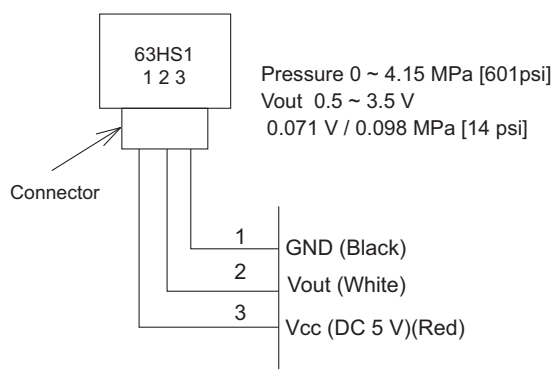 63HS1
1 2 3
Pressure 0 ~ 4.15 MPa [601psi]
Vout 0.5 ~ 3.5 V
0.071 V / 0.098 MPa [14 psi]
Connector
1 GND (Black)
2 Vout (White)
3 Vcc (DC 5 V)(Red)